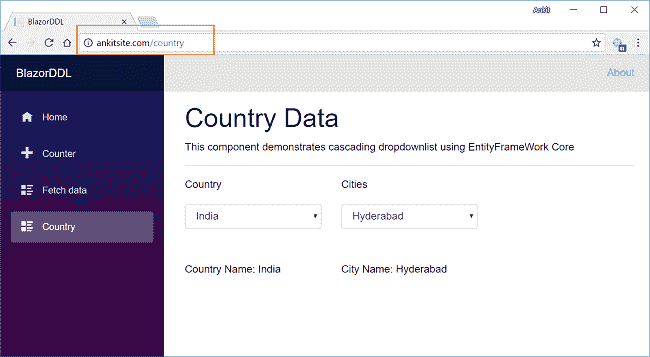 Ankit
BlazorDDL
ankitsite.com/country
BlazorDDL
About
Home
Counter
Fetch data
Country
Country Data
This component demonstrates cascading dropdownlist using EntityFrameWork Core
Country Cities
India Hyderabad
Country Name: India City Name: Hyderabad